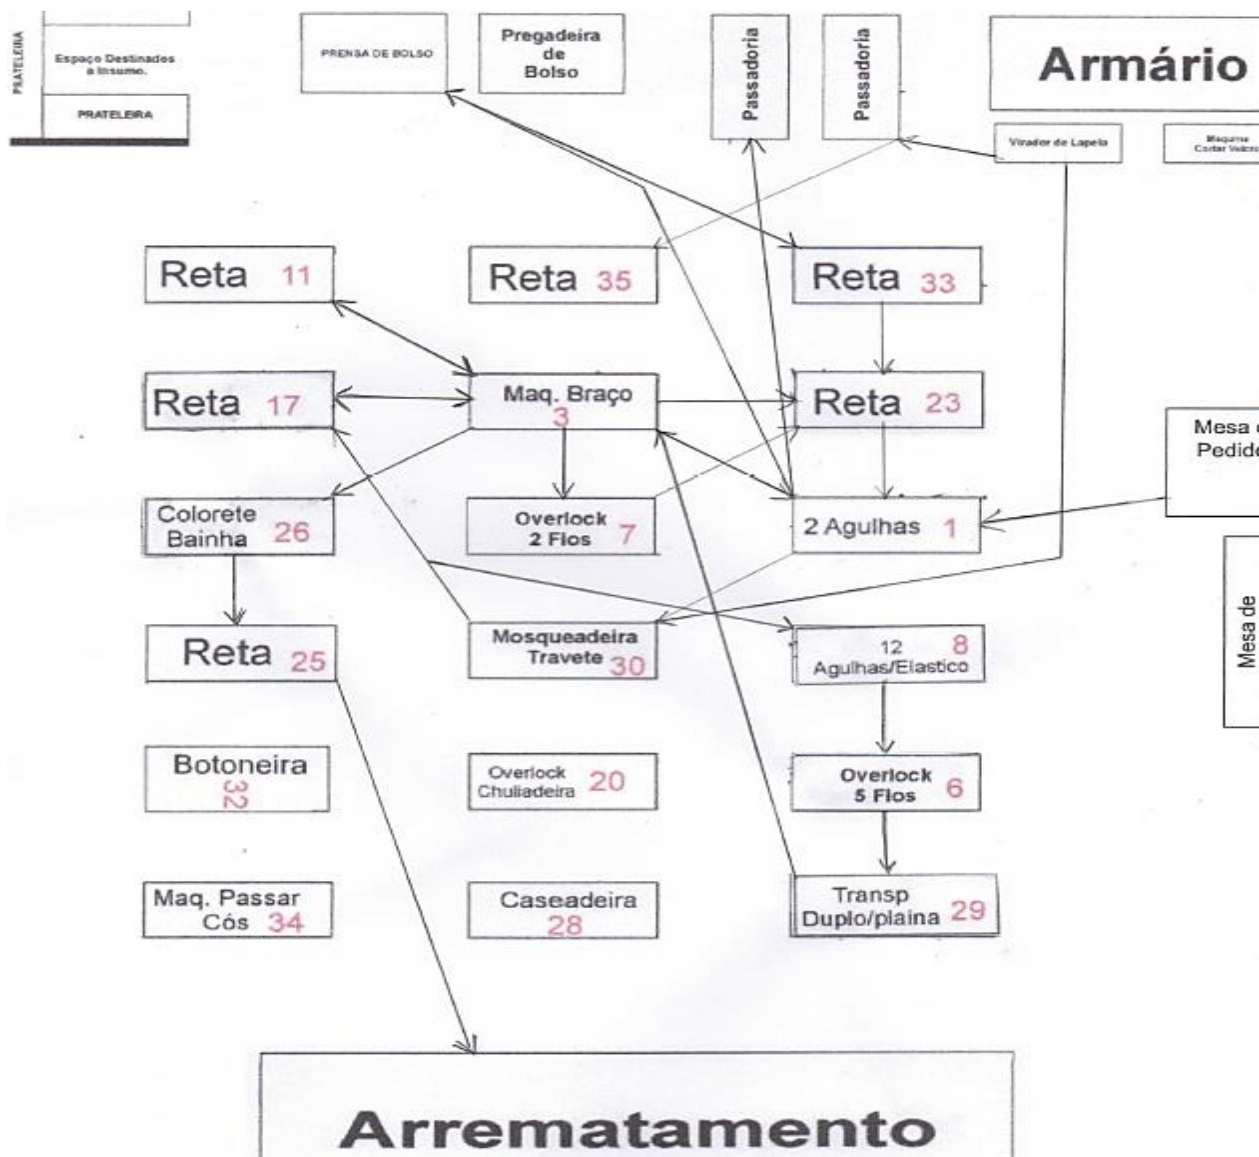 PRATELEIRA
Espaço Destinados
a Insumo.
PRATELEIRA
PRENSA DE BOLSO
Pregadeira
de
Bolso
Passadoria
Passadoria
Armário
Virador de Lapela
Maquina
Cortar
Reta 11
Reta 35
Reta 33
Reta 17
Maq. Braço
3
Reta 23
Mesa
Pedid
Colorete
Bainha 26
Overlock
2 Fios 7
2 Agulhas 1
Mesa de
Reta 25
Mosqueadeira
Travete 30
12 8
Agulhas/Elastico
Botoneira
32
Overlock
Chuliadeira 20
Overlock
5 Fios 6
Maq. Passar
Cós 34
Caseadeira
28
Transp
Duplo/plaina 29
Arrematamento